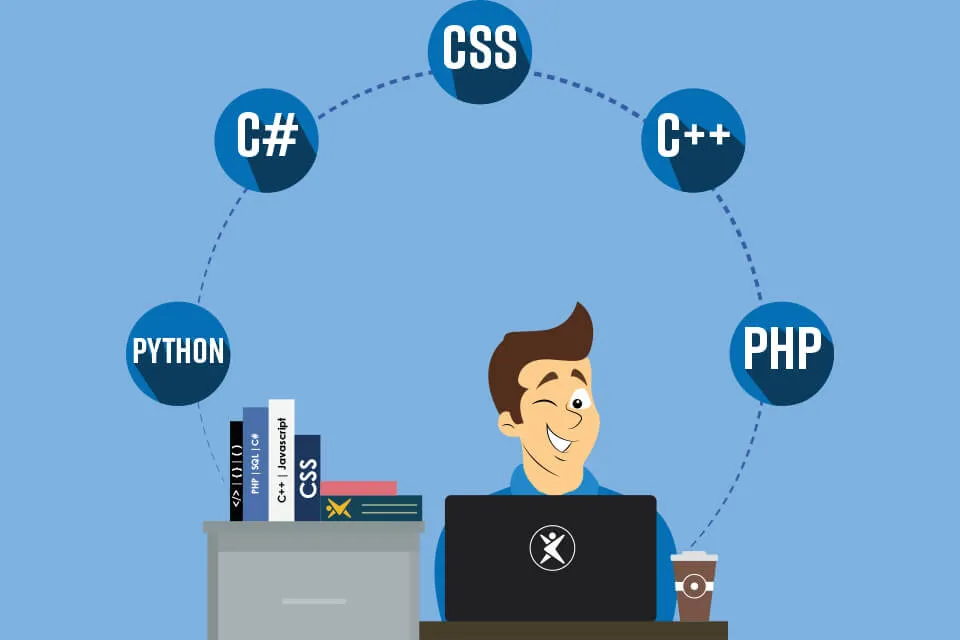 CSS
C#
C++
PYTHON
PHP
</> | {} | ()
PHP | SQL | C#
C++ | Javascript
CSS